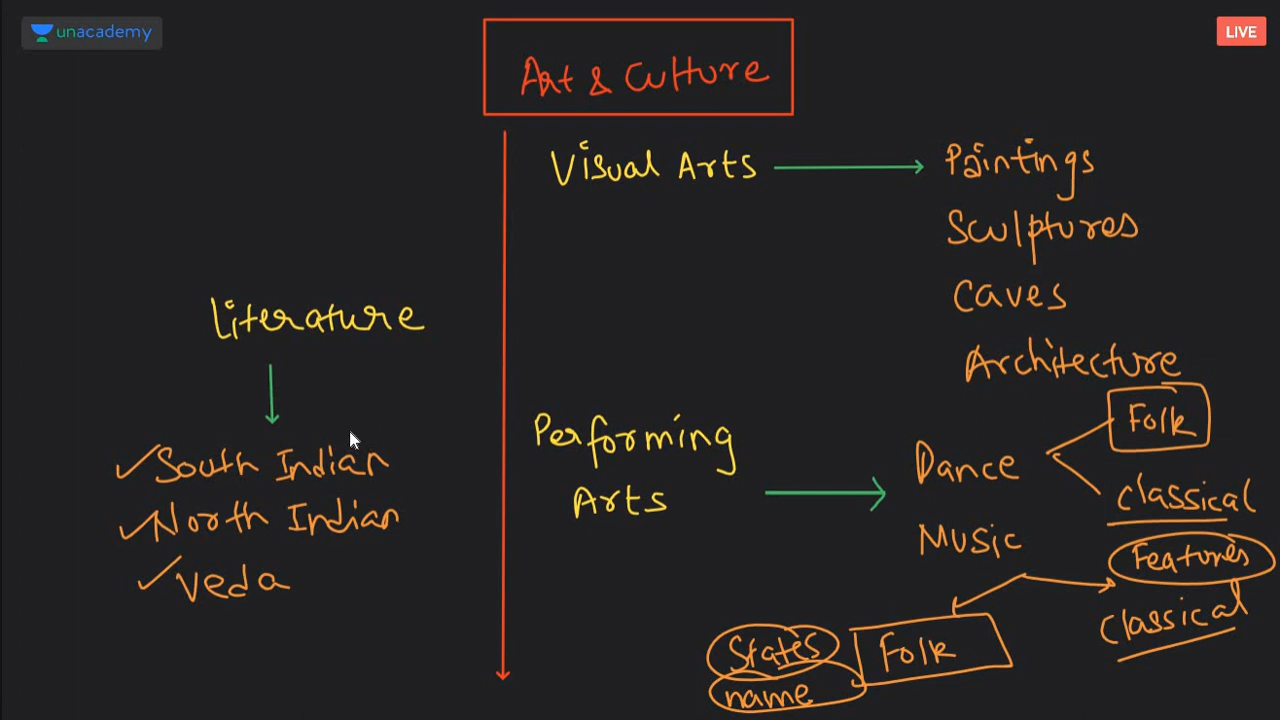 unacademy
LIVE
Art & Culture
Visual Arts
Paintings
Sculptures
Caves
Architecture
Literature
South Indian
North Indian
Veda
Performing
Arts
Dance
Folk
Classical
Music
Features
Classical
States
name
Folk